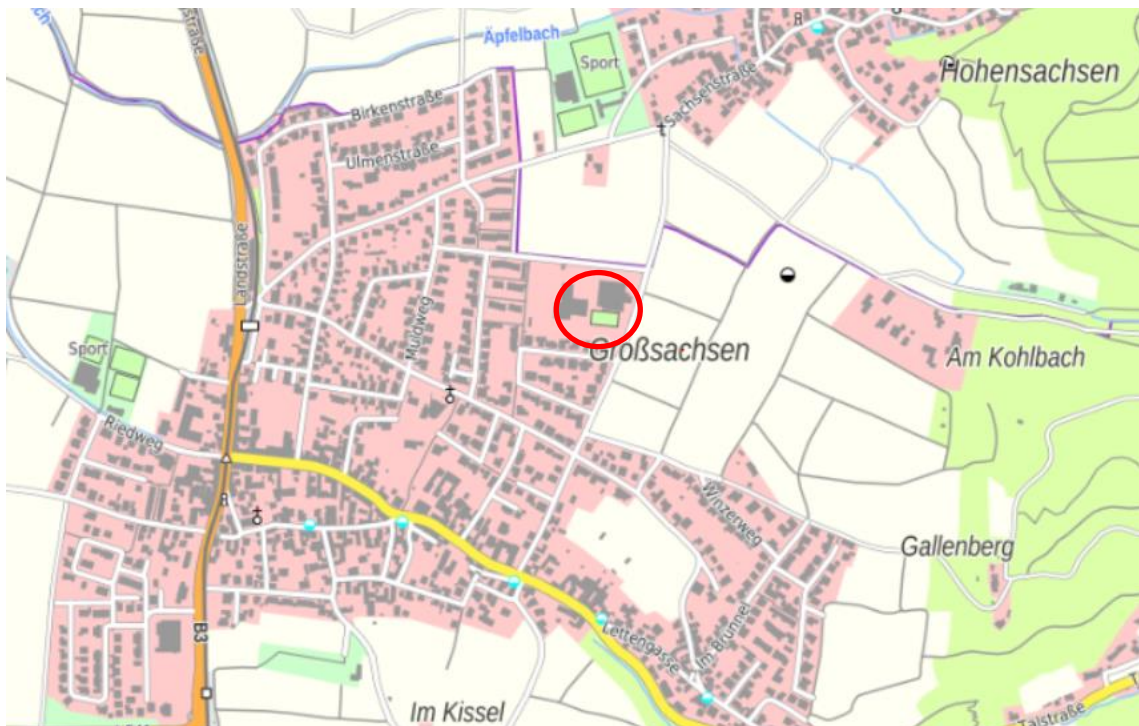 Äpfelbach
Sport
Hohensachsen
Sachsenstraße
Birkenstraße
Ulmenstraße
Landstraße
Muldweg
Großsachsen
Am Kohlbach
Sport
Riedweg
Winzerweg
Gallenberg
B3
Lettengasse
Im Brunnel
Im Kissel
Talstraße